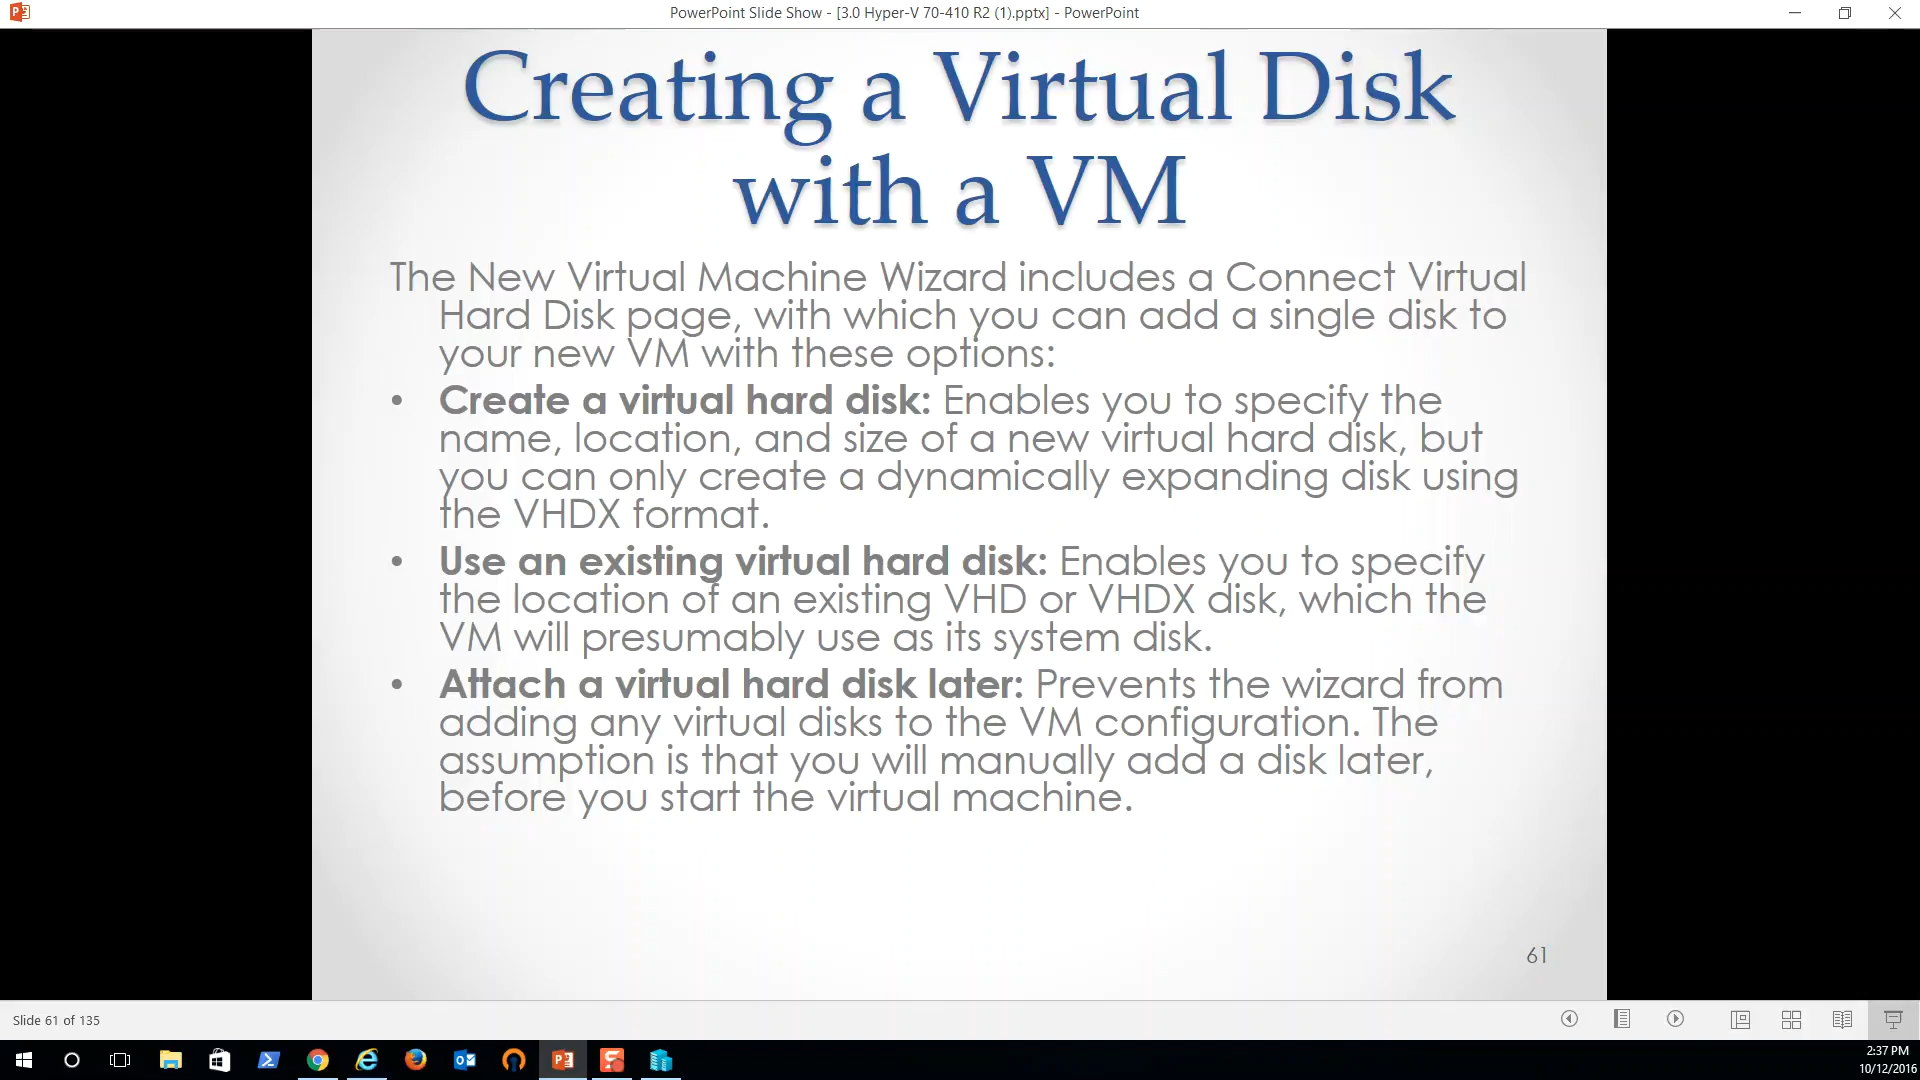 PowerPoint Slide Show - [3.0 Hyper-V 70-410 R2 (1).pptx] - PowerPoint
Creating a Virtual Disk
with a VM
The New Virtual Machine Wizard includes a Connect Virtual
Hard Disk page, with which you can add a single disk to
your new VM with these options:
• Create a virtual hard disk: Enables you to specify the
name, location, and size of a new virtual hard disk, but
you can only create a dynamically expanding disk using
the VHDX format.
• Use an existing virtual hard disk: Enables you to specify
the location of an existing VHD or VHDX disk, which the
VM will presumably use as its system disk.
• Attach a virtual hard disk later: Prevents the wizard from
adding any virtual disks to the VM configuration. The
assumption is that you will manually add a disk later,
before you start the virtual machine.
61
Slide 61 of 135
2:37 PM
10/12/2016